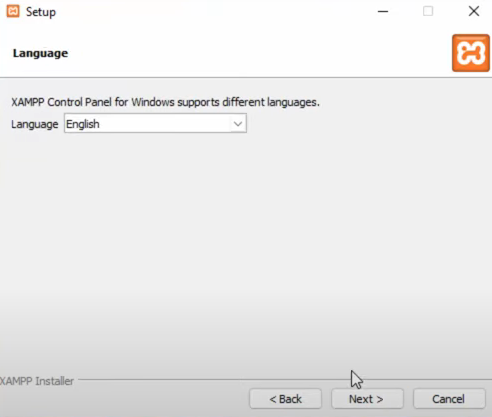 Setup
Language
XAMPP Control Panel for Windows supports different languages.
Language English
XAMPP Installer
< Back Next > Cancel